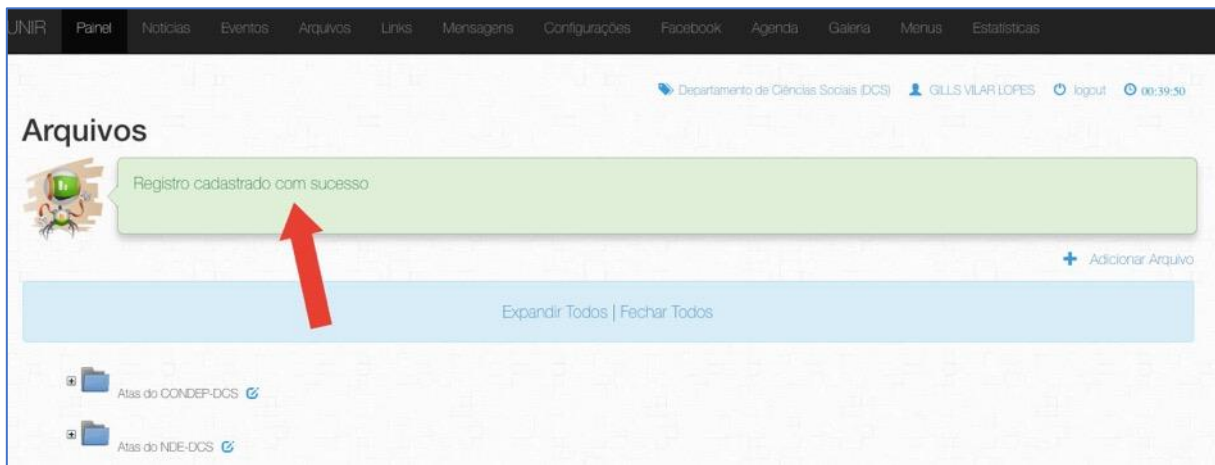 UNIR Painel Notícias Eventos Arquivos Links Mensagens Configurações Facebook Agenda Galeria Menus Estatísticas
Departamento de Ciências Sociais (DCS) GILLS VILAR LOPES logout 00:39:50
Arquivos
Registro cadastrado com sucesso
Adicionar Arquivo
Expandir Todos | Fechar Todos
Atas do CONDEP-DCS
Atas do NDE-DCS